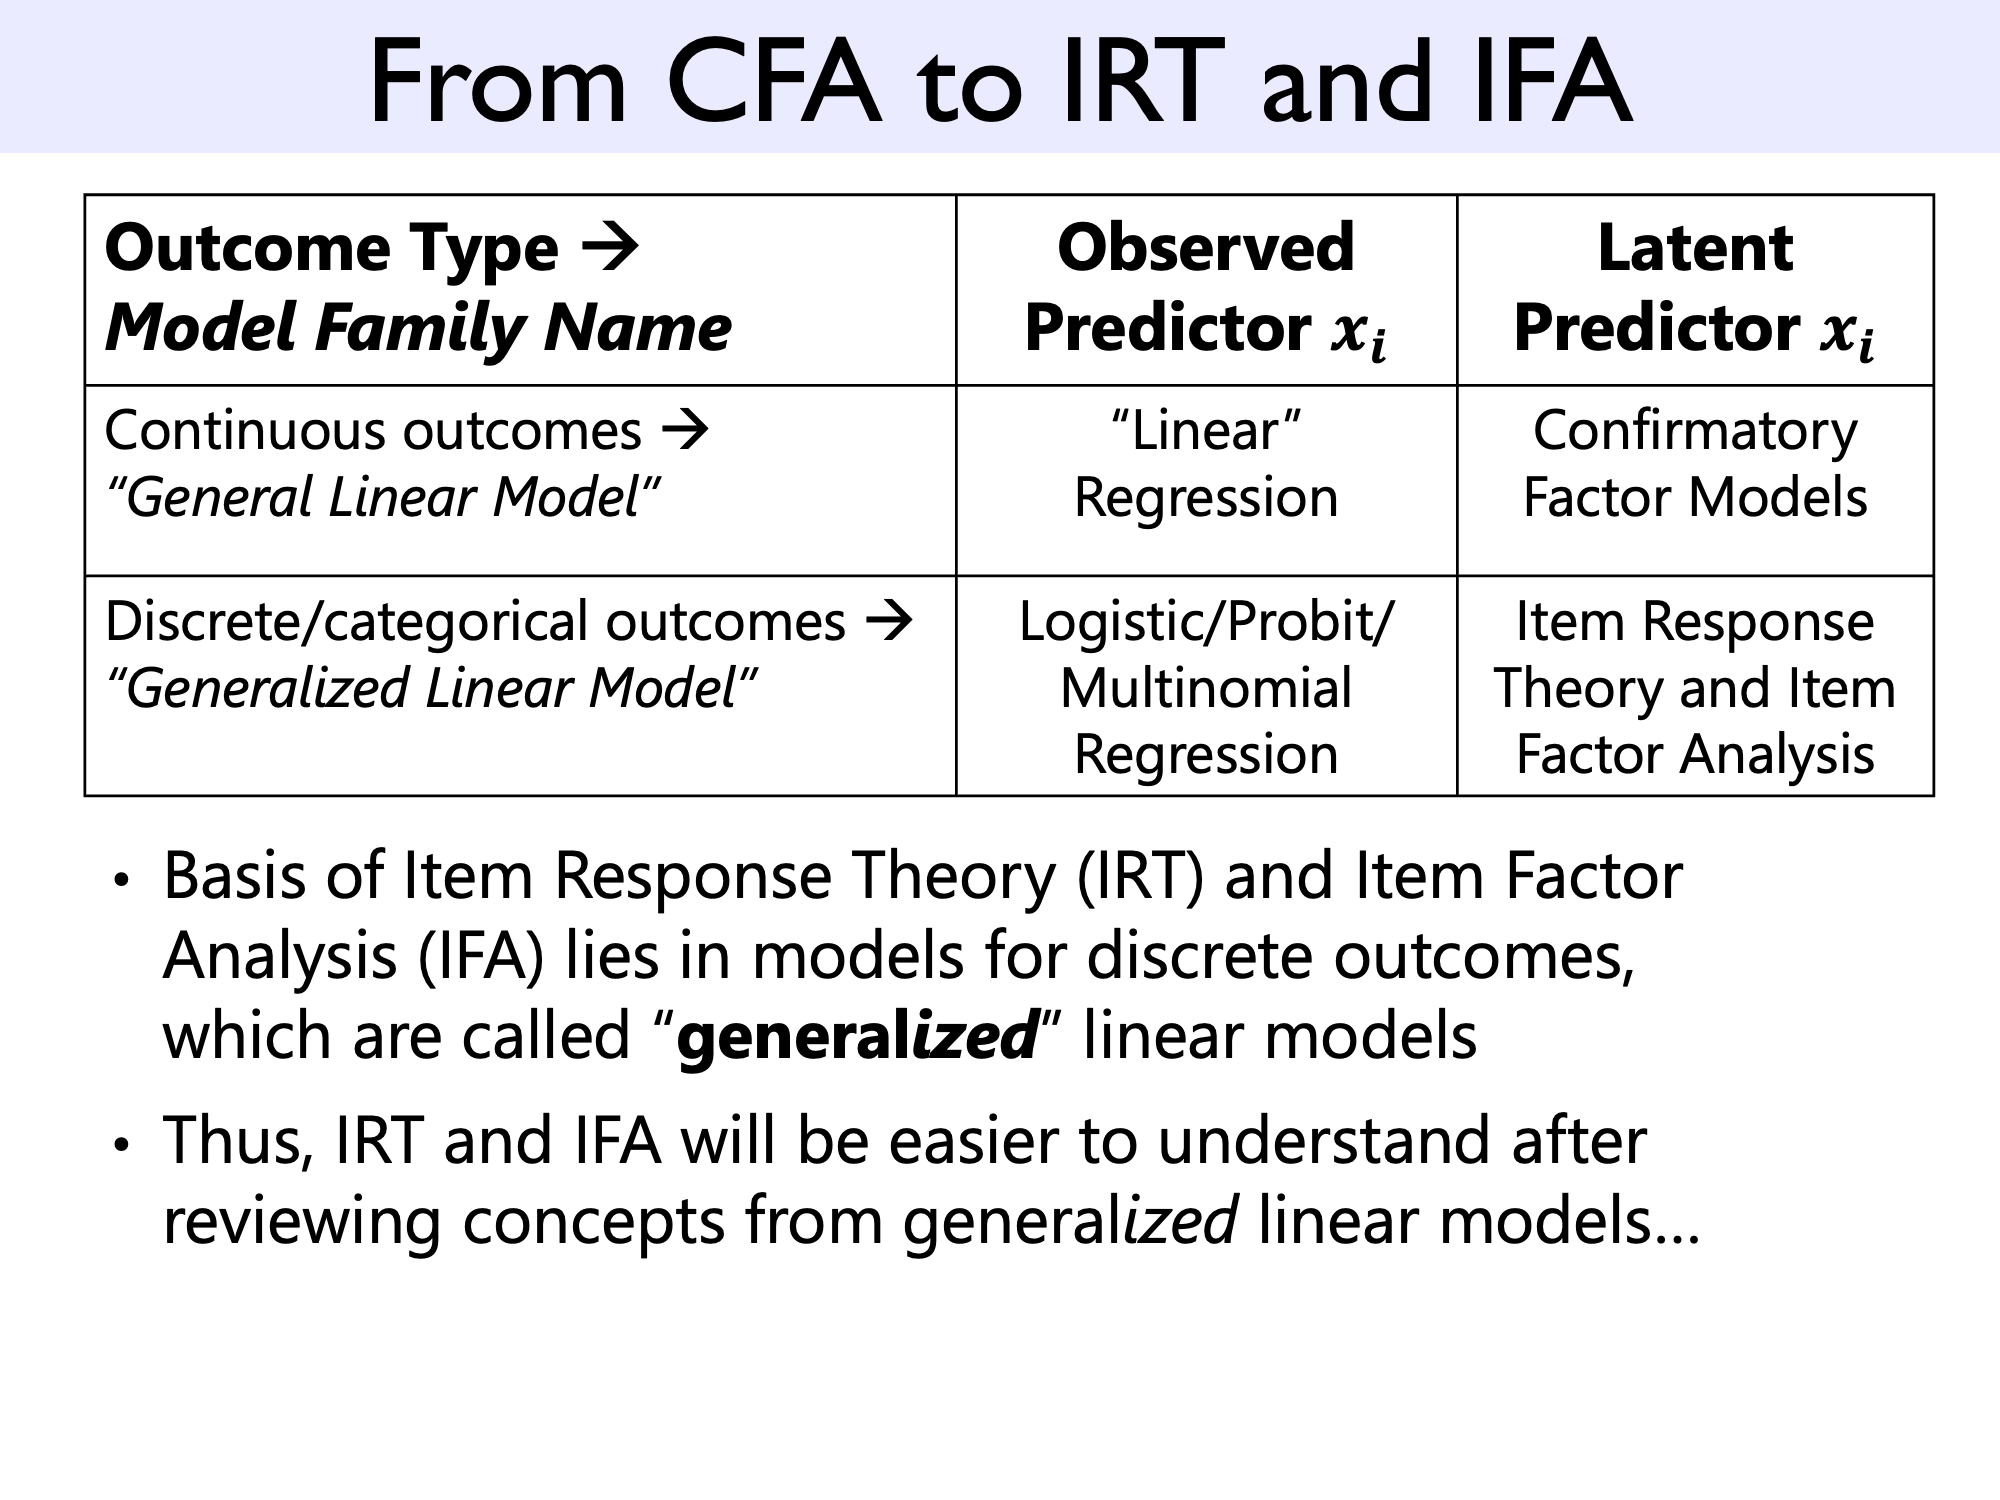 From CFA to IRT and IFA
Outcome Type →
Model Family Name
Observed
Predictor xᵢ
Latent
Predictor xᵢ
Continuous outcomes →
“General Linear Model”
“Linear”
Regression
Confirmatory
Factor Models
Discrete/categorical outcomes →
“Generalized Linear Model”
Logistic/Probit/
Multinomial
Regression
Item Response
Theory and Item
Factor Analysis
• Basis of Item Response Theory (IRT) and Item Factor
Analysis (IFA) lies in models for discrete outcomes,
which are called “generalized” linear models
• Thus, IRT and IFA will be easier to understand after
reviewing concepts from generalized linear models…